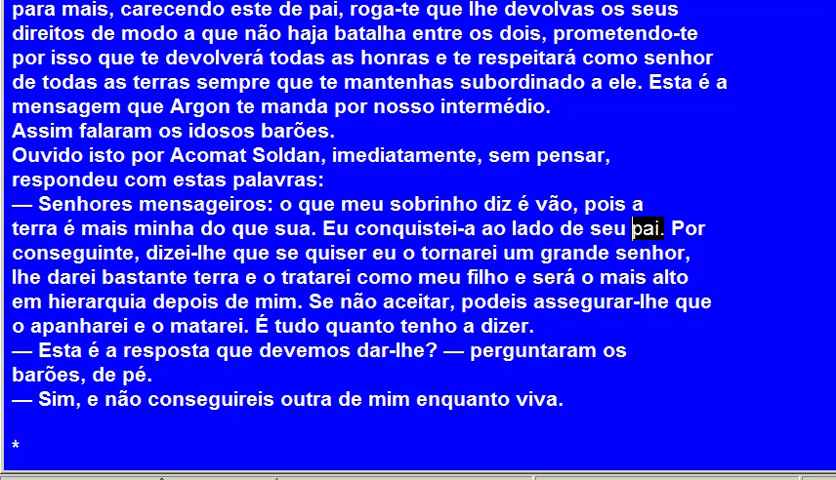 para mais, carecendo este de pai, roga-te que lhe devolvas os seus
direitos de modo a que não haja batalha entre os dois, prometendo-te
por isso que te devolverá todas as honras e te respeitará como senhor
de todas as terras sempre que te mantenhas subordinado a ele. Esta é a
mensagem que Argon te manda por nosso intermédio.
Assim falaram os idosos barões.
Ouvido isto por Acomat Soldan, imediatamente, sem pensar,
respondeu com estas palavras:
— Senhores mensageiros: o que meu sobrinho diz é vão, pois a
terra é mais minha do que sua. Eu conquistei-a ao lado de seu pai. Por
conseguinte, dizei-lhe que se quiser eu o tornarei um grande senhor,
lhe darei bastante terra e o tratarei como meu filho e será o mais alto
em hierarquia depois de mim. Se não aceitar, podeis assegurar-lhe que
o apanharei e o matarei. É tudo quanto tenho a dizer.
— Esta é a resposta que devemos dar-lhe? — perguntaram os
barões, de pé.
— Sim, e não conseguireis outra de mim enquanto viva.
*